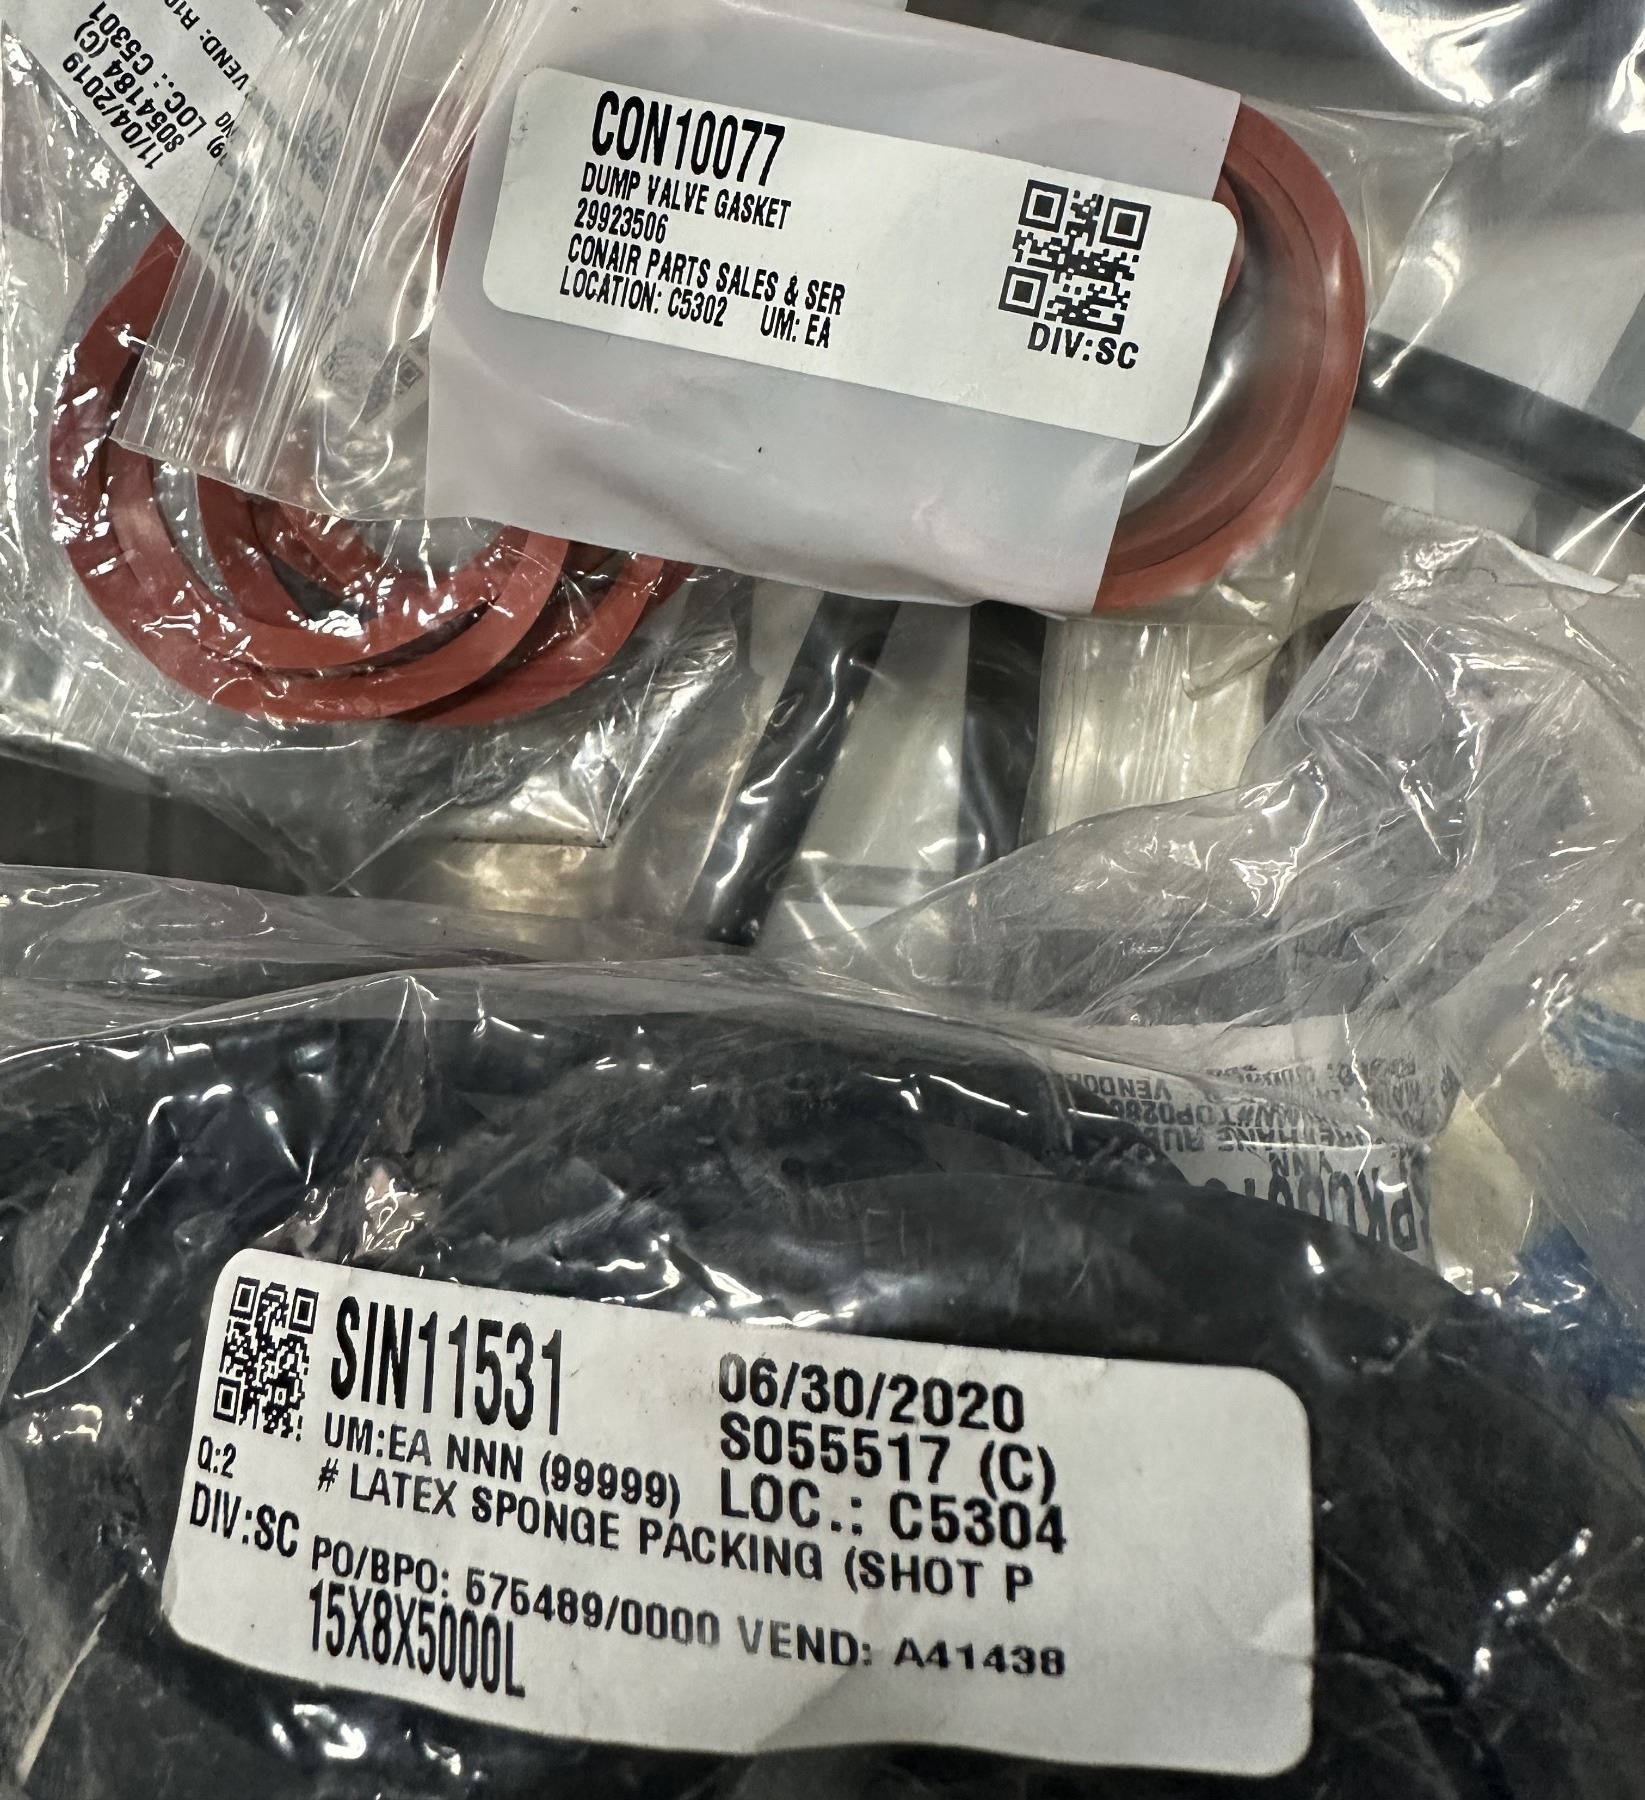 11/04/2019
8054184 (C)
LOC.: C5301
VEND:
CON10077
DUMP VALVE GASKET
29923506
CONAIR PARTS SALES & SER
LOCATION: C5302 UM: EA
DIV:SC
SIN11531
06/30/2020
S055517 (C)
LOC.: C5304
UM:EA NNN (99999)
Q:2
# LATEX SPONGE PACKING (SHOT P
DIV:SC
PO/BPO: 575489/0000 VEND: A41438
15X8X5000L